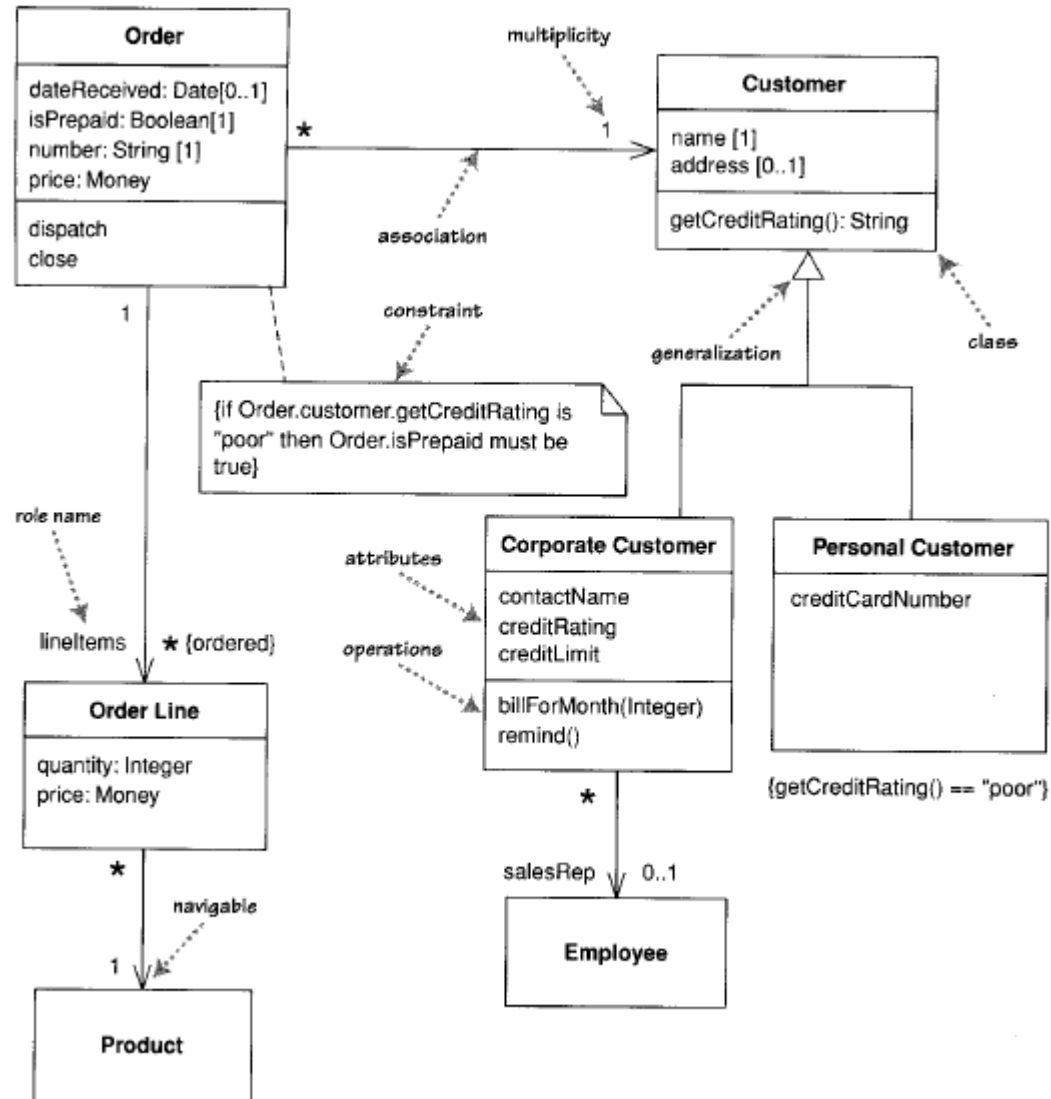 Order
dateReceived: Date[0..1]
isPrepaid: Boolean[1]
number: String [1]
price: Money
dispatch
close
multiplicity
*
1
association
Customer
name [1]
address [0..1]
getCreditRating(): String
1
constraint
generalization
class
{if Order.customer.getCreditRating is
"poor" then Order.isPrepaid must be
true}
role name
lineItems
* {ordered}
Order Line
quantity: Integer
price: Money
*
navigable
1
Product
attributes
operations
Corporate Customer
contactName
creditRating
creditLimit
billForMonth(Integer)
remind()
*
salesRep
0..1
Employee
Personal Customer
creditCardNumber
{getCreditRating() == "poor"}